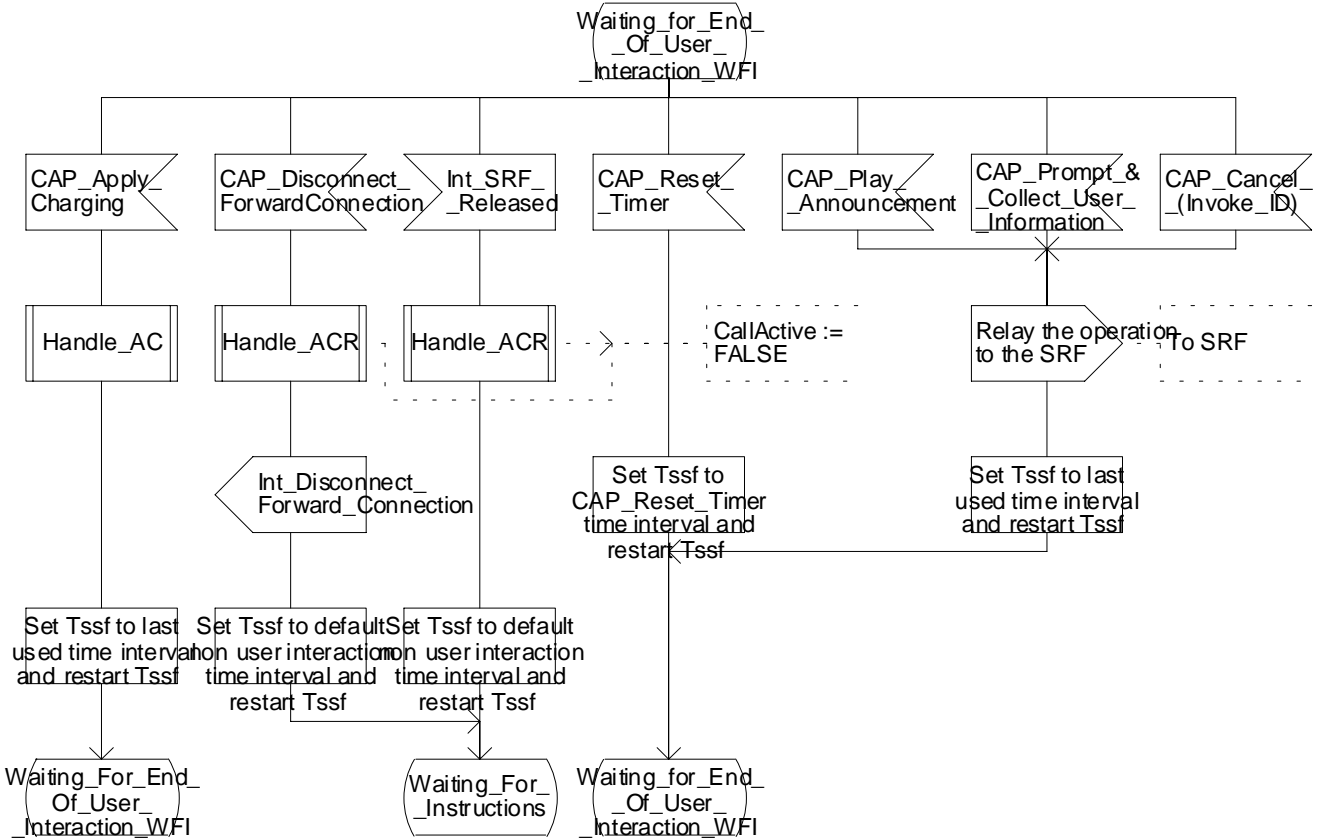 Waiting_for_End_
_Of_User_
_Interaction_WFI
CAP_Apply_
Charging
CAP_Disconnect_
ForwardConnection
Int_SRF_
_Released
CAP_Reset_
_Timer
CAP_Play_
_Announcement
CAP_Prompt_&
_Collect_User_
_Information
CAP_Cancel_
_(Invoke_ID)
Handle_AC
Handle_ACR
Handle_ACR
CallActive :=
FALSE
Relay the operation
to the SRF
To SRF
Int_Disconnect_
Forward_Connection
Set Tssf to
CAP_Reset_Timer
time interval and
restart Tssf
Set Tssf to last
used time interval
and restart Tssf
Set Tssf to last
used time interval
and restart Tssf
Set Tssf to default
non user interaction
time interval and
restart Tssf
Set Tssf to default
non user interaction
time interval and
restart Tssf
Waiting_For_End_
Of_User_
_Interaction_WFI
Waiting_For_
_Instructions
Waiting_for_End_
_Of_User_
_Interaction_WFI